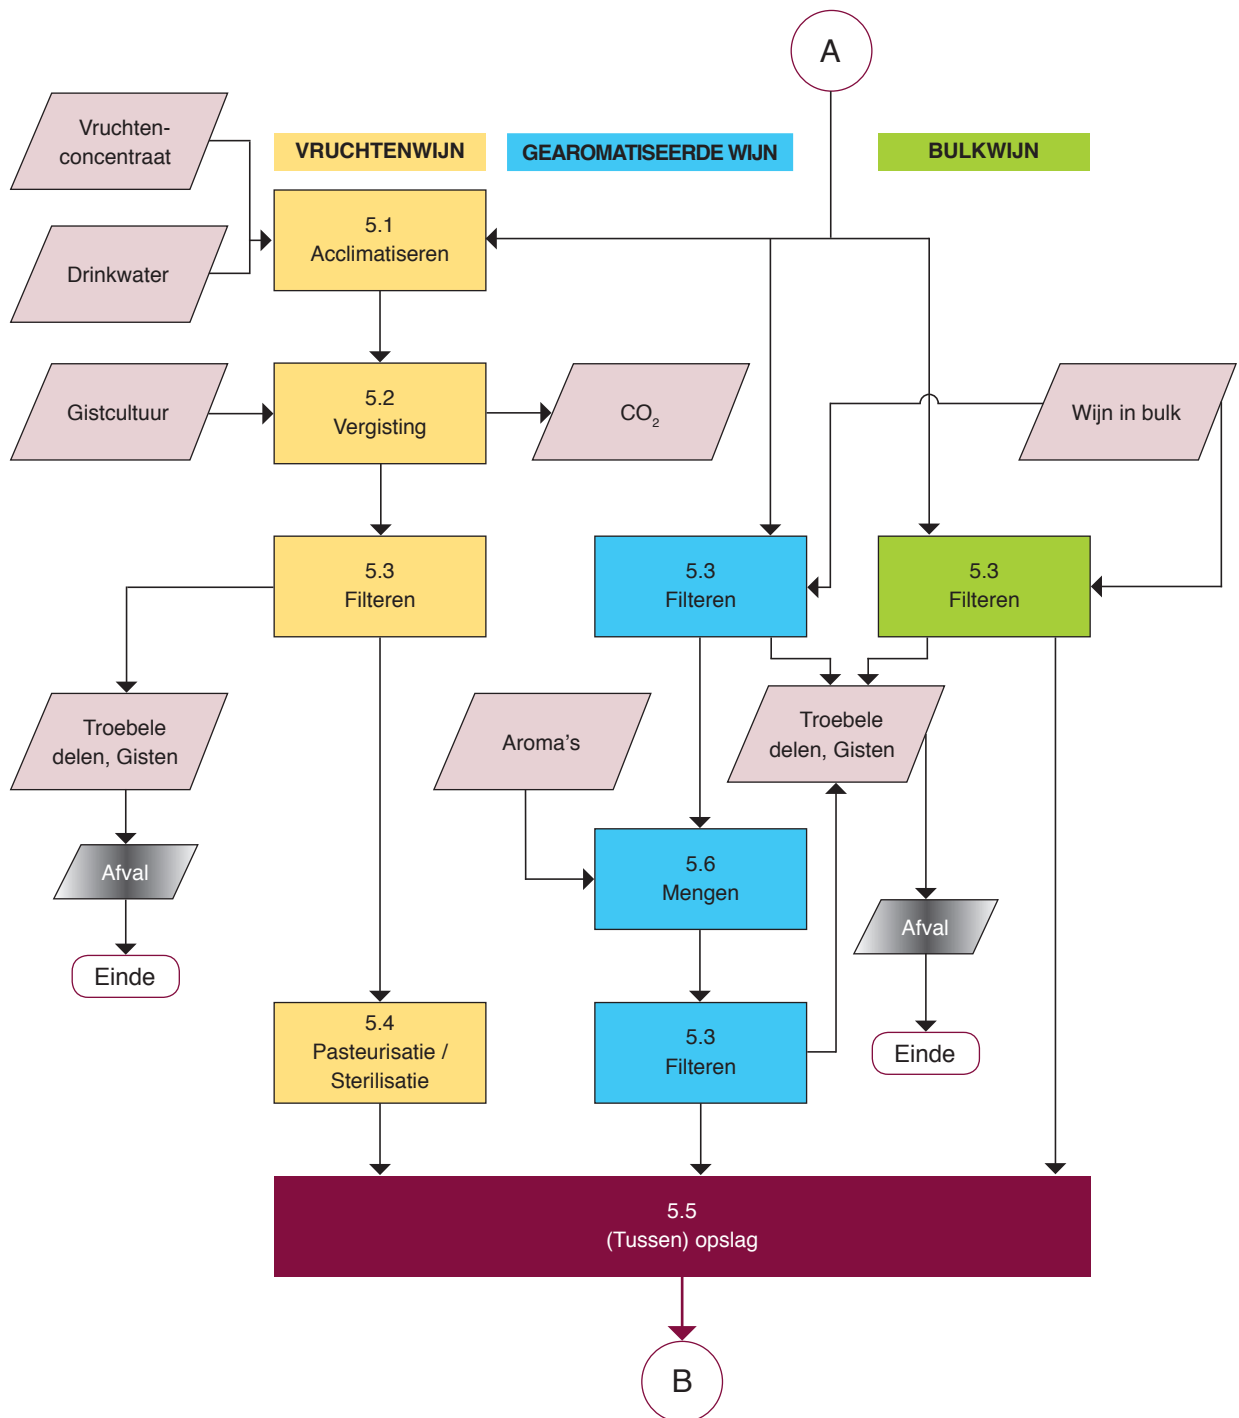 A
Vruchten-
concentraat
VRUCHTENWIJN
GEAROMATISEERDE WIJN
BULKWIJN
5.1
Acclimatiseren
Drinkwater
Gistcultuur
5.2
Vergisting
CO2
Wijn in bulk
5.3
Filteren
5.3
Filteren
5.3
Filteren
Troebele
delen, Gisten
Aroma's
Troebele
delen, Gisten
Afval
5.6
Mengen
Afval
Einde
5.4
Pasteurisatie /
Sterilisatie
5.3
Filteren
Einde
5.5
(Tussen) opslag
B